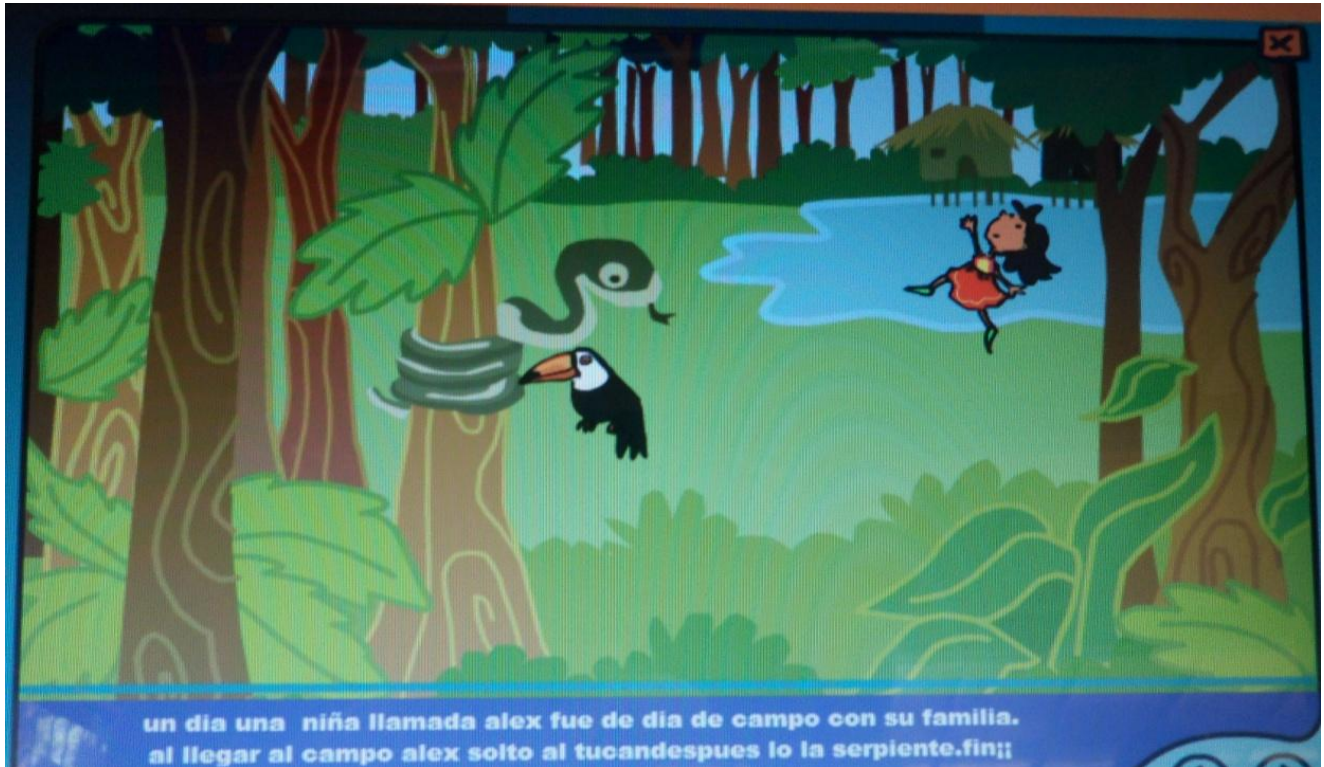 un dia una niña llamada alex fue de dia de campo con su familia.
al llegar al campo alex solto al tucandespues lo la serpiente.fin¡¡